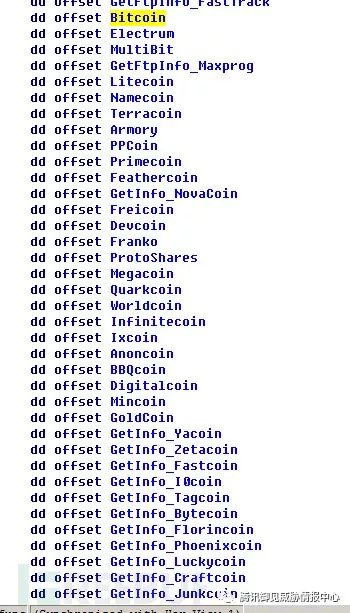 dd offset GetFtpInfo_FastTrack
dd offset Bitcoin
dd offset Electrum
dd offset MultiBit
dd offset GetFtpInfo_Maxprog
dd offset Litecoin
dd offset Namecoin
dd offset Terracoin
dd offset Armory
dd offset PPCoin
dd offset Primecoin
dd offset Feathercoin
dd offset GetInfo_NovaCoin
dd offset Freicoin
dd offset Devcoin
dd offset Franko
dd offset ProtoShares
dd offset Megacoin
dd offset Quarkcoin
dd offset Worldcoin
dd offset Infinitecoin
dd offset Ixcoin
dd offset Anoncoin
dd offset BBQcoin
dd offset Digitalcoin
dd offset Mincoin
dd offset GoldCoin
dd offset GetInfo_Yacoin
dd offset GetInfo_Zetacoin
dd offset GetInfo_Fastcoin
dd offset GetInfo_I0coin
dd offset GetInfo_Tagcoin
dd offset GetInfo_Bytecoin
dd offset GetInfo_Florincoin
dd offset GetInfo_Phoenixcoin
dd offset GetInfo_Luckycoin
dd offset GetInfo_Craftcoin
dd offset GetInfo_Junkcoin
腾讯御见威胁情报中心
(Synchronized with Hex View-1)